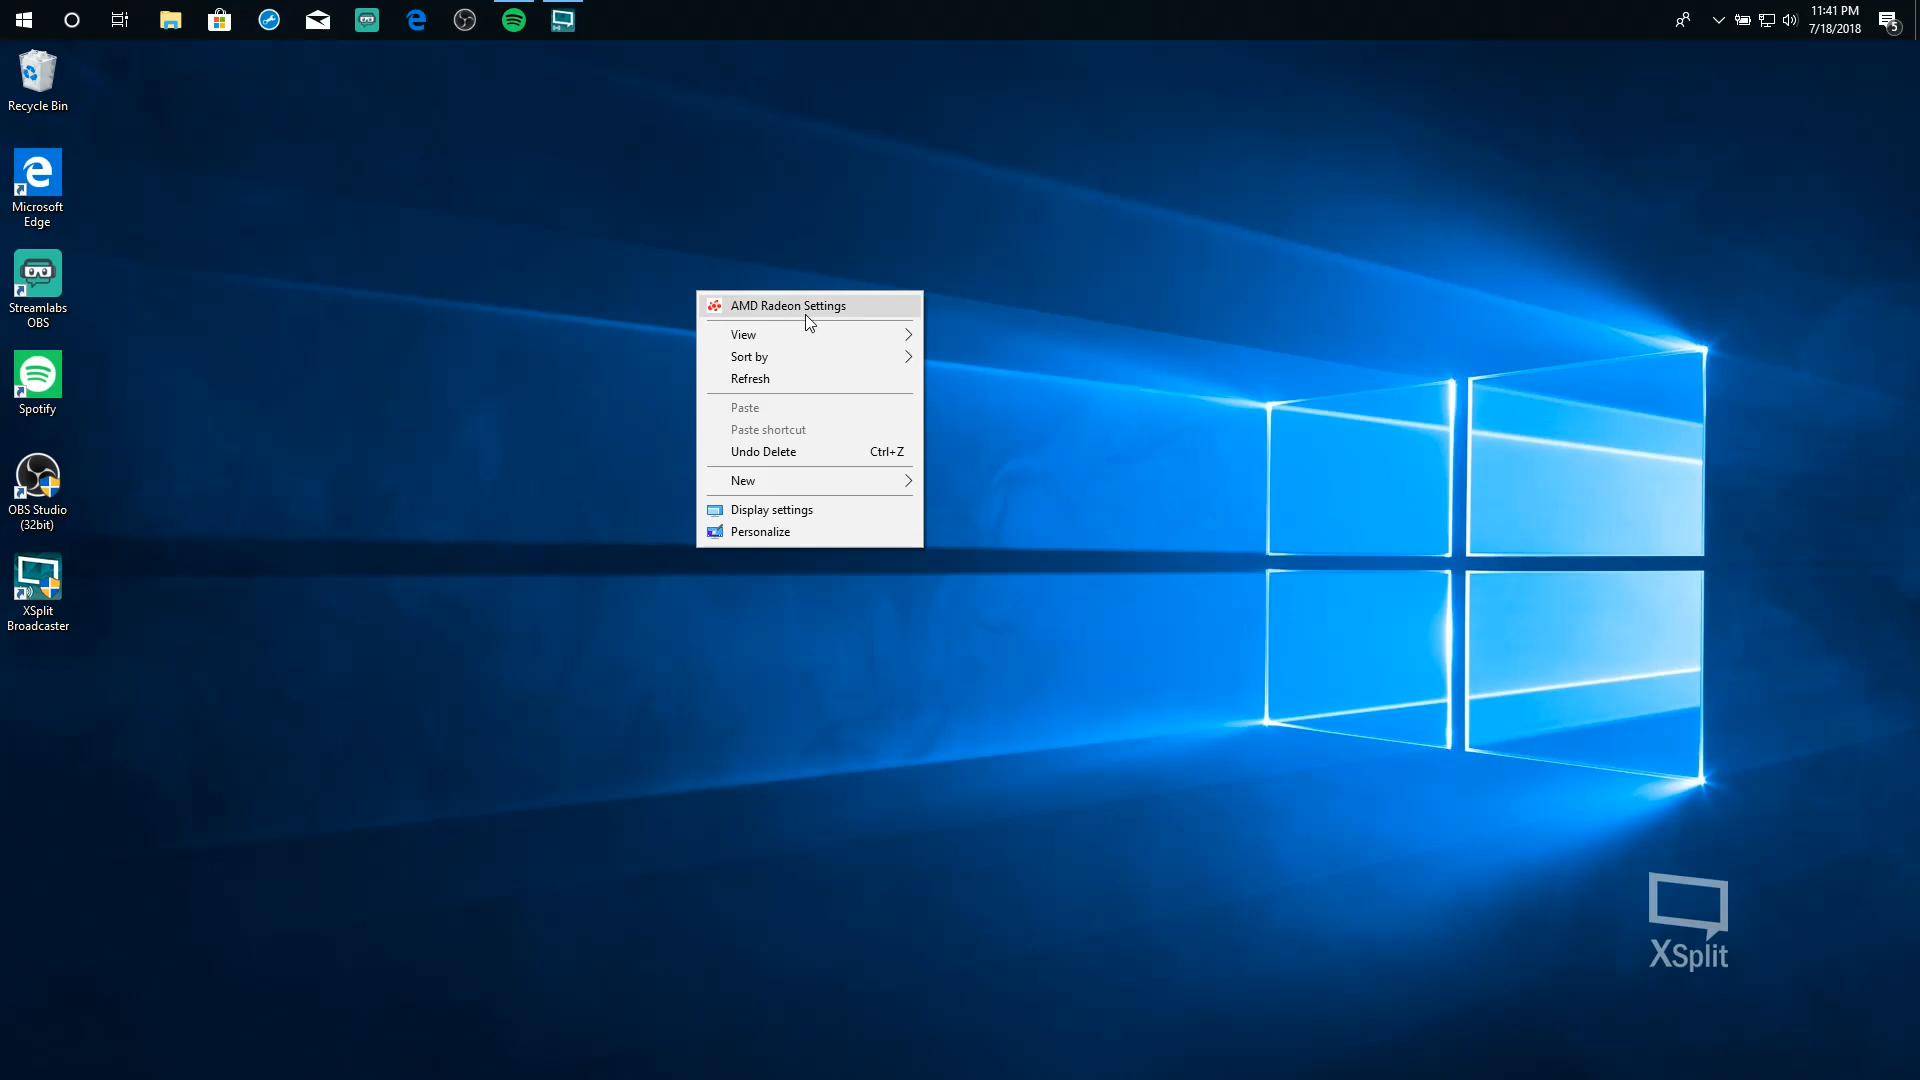 11:41 PM
7/18/2018
5
Recycle Bin
Microsoft
Edge
Streamlabs
OBS
Spotify
OBS Studio
(32bit)
XSplit
Broadcaster
AMD Radeon Settings
View
Sort by
Refresh
Paste
Paste shortcut
Undo Delete Ctrl+Z
New
Display settings
Personalize
XSplit